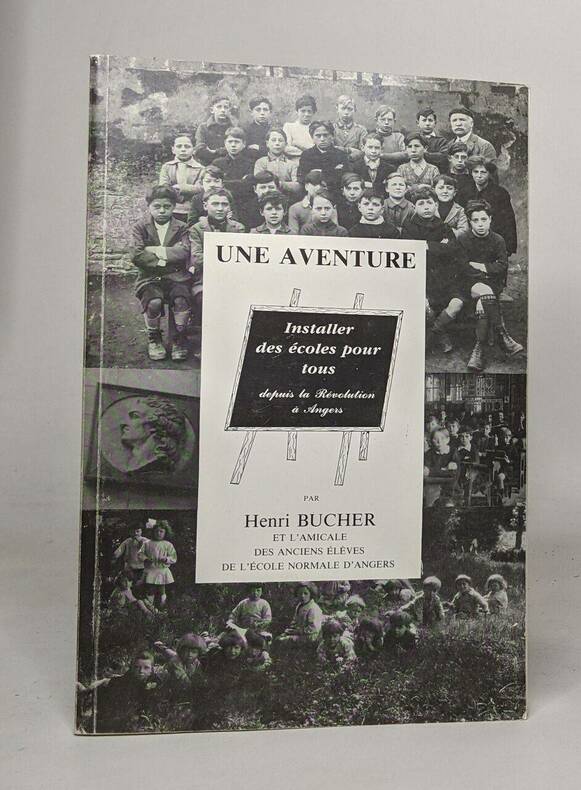 UNE AVENTURE
Installer
des écoles pour
tous
depuis la Révolution
à Angers
PAR
Henri BUCHER
ET L'AMICALE
DES ANCIENS ÉLÈVES
DE L'ÉCOLE NORMALE D'ANGERS